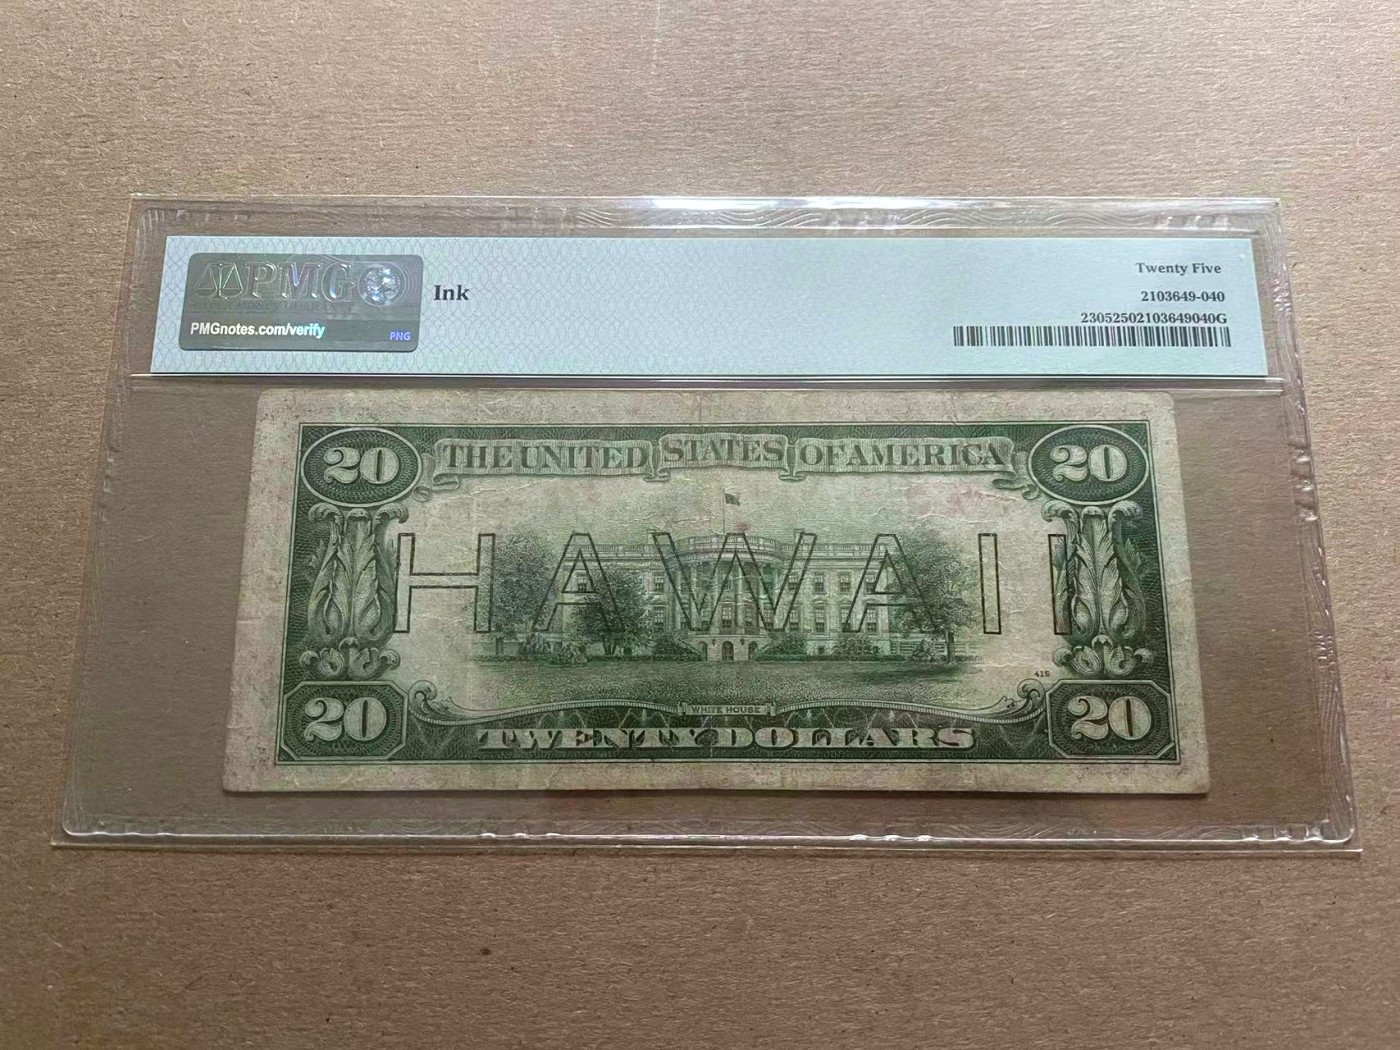 PMG
PMGnotes.com/verify
PNG
Ink
Twenty Five
2103649-040
23052502103649040G
20 THE UNITED STATES OF AMERICA 20
HAWAII
415
WHITE HOUSE
20 TWENTY DOLLARS 20